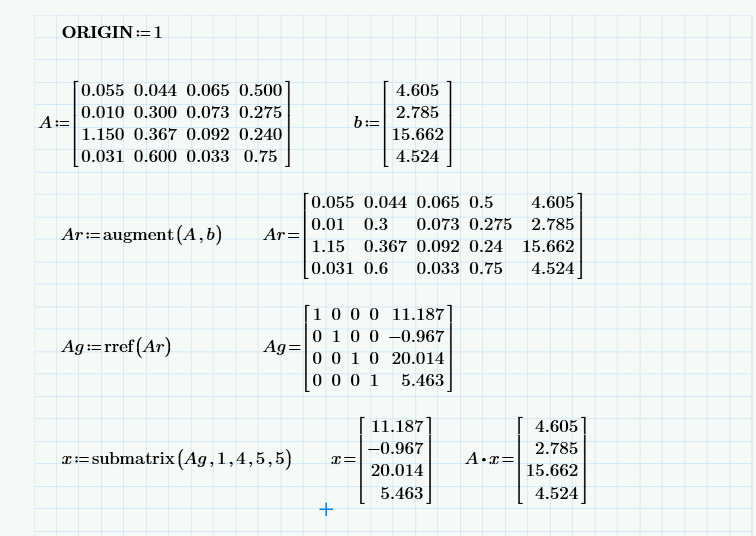 ORIGIN:=1
A:=[0.055 0.044 0.065 0.500
0.010 0.300 0.073 0.275
1.150 0.367 0.092 0.240
0.031 0.600 0.033 0.75]
b:=[4.605
2.785
15.662
4.524]
Ar:=augment(A,b)
Ar=[0.055 0.044 0.065 0.5 4.605
0.01 0.3 0.073 0.275 2.785
1.15 0.367 0.092 0.24 15.662
0.031 0.6 0.033 0.75 4.524]
Ag:=rref(Ar)
Ag=[1 0 0 0 11.187
0 1 0 0 −0.967
0 0 1 0 20.014
0 0 0 1 5.463]
x:=submatrix(Ag,1,4,5,5)
x=[11.187
−0.967
20.014
5.463]
A·x=[4.605
2.785
15.662
4.524]